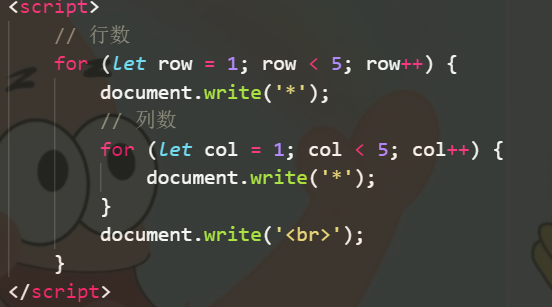 <script>
// 行数
for (let row = 1; row < 5; row++) {
document.write('*');
// 列数
for (let col = 1; col < 5; col++) {
document.write('*');
}
document.write('<br>');
}
</script>